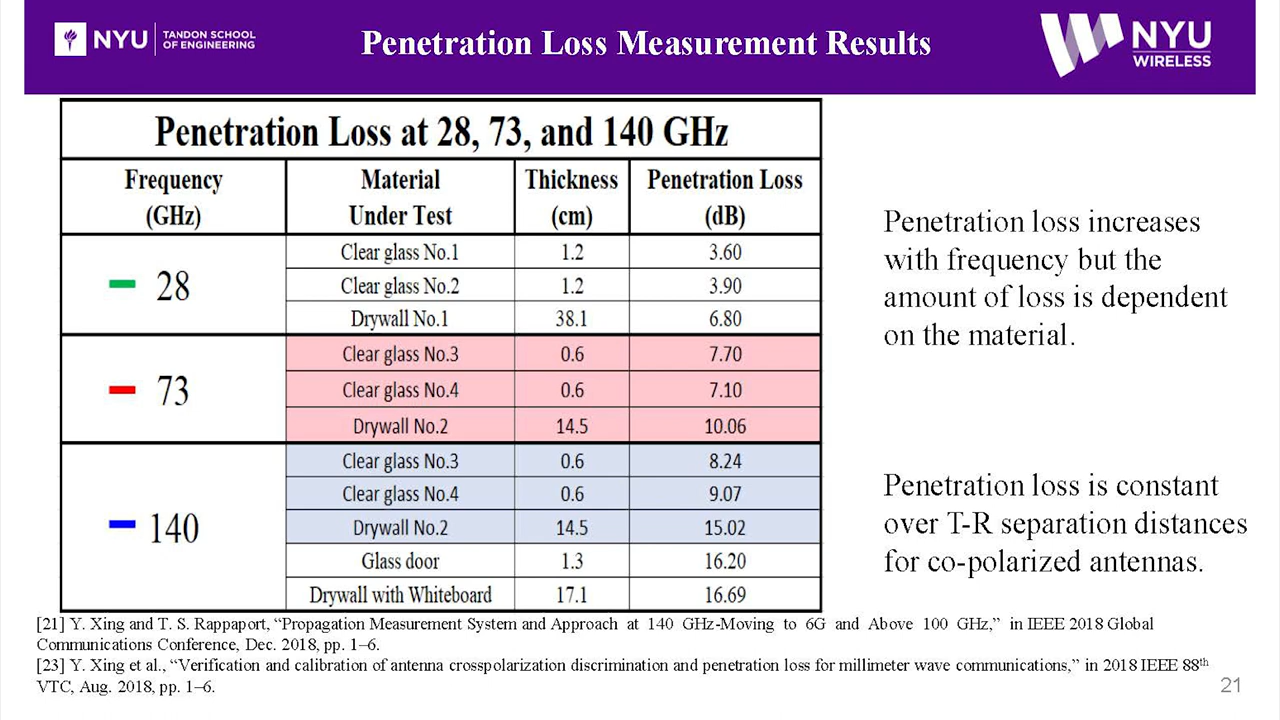 NYU TANDON SCHOOL OF ENGINEERING
Penetration Loss Measurement Results
NYU WIRELESS
Penetration Loss at 28, 73, and 140 GHz
Frequency (GHz) Material Under Test Thickness (cm) Penetration Loss (dB)
28
Clear glass No.1 1.2 3.60
Clear glass No.2 1.2 3.90
Drywall No.1 38.1 6.80
73
Clear glass No.3 0.6 7.70
Clear glass No.4 0.6 7.10
Drywall No.2 14.5 10.06
140
Clear glass No.3 0.6 8.24
Clear glass No.4 0.6 9.07
Drywall No.2 14.5 15.02
Glass door 1.3 16.20
Drywall with Whiteboard 17.1 16.69
Penetration loss increases
with frequency but the
amount of loss is dependent
on the material.
Penetration loss is constant
over T-R separation distances
for co-polarized antennas.
[21] Y. Xing and T. S. Rappaport, “Propagation Measurement System and Approach at 140 GHz-Moving to 6G and Above 100 GHz,” in IEEE 2018 Global
Communications Conference, Dec. 2018, pp. 1–6.
[23] Y. Xing et al., “Verification and calibration of antenna crosspolarization discrimination and penetration loss for millimeter wave communications,” in 2018 IEEE 88th
VTC, Aug. 2018, pp. 1–6.
21